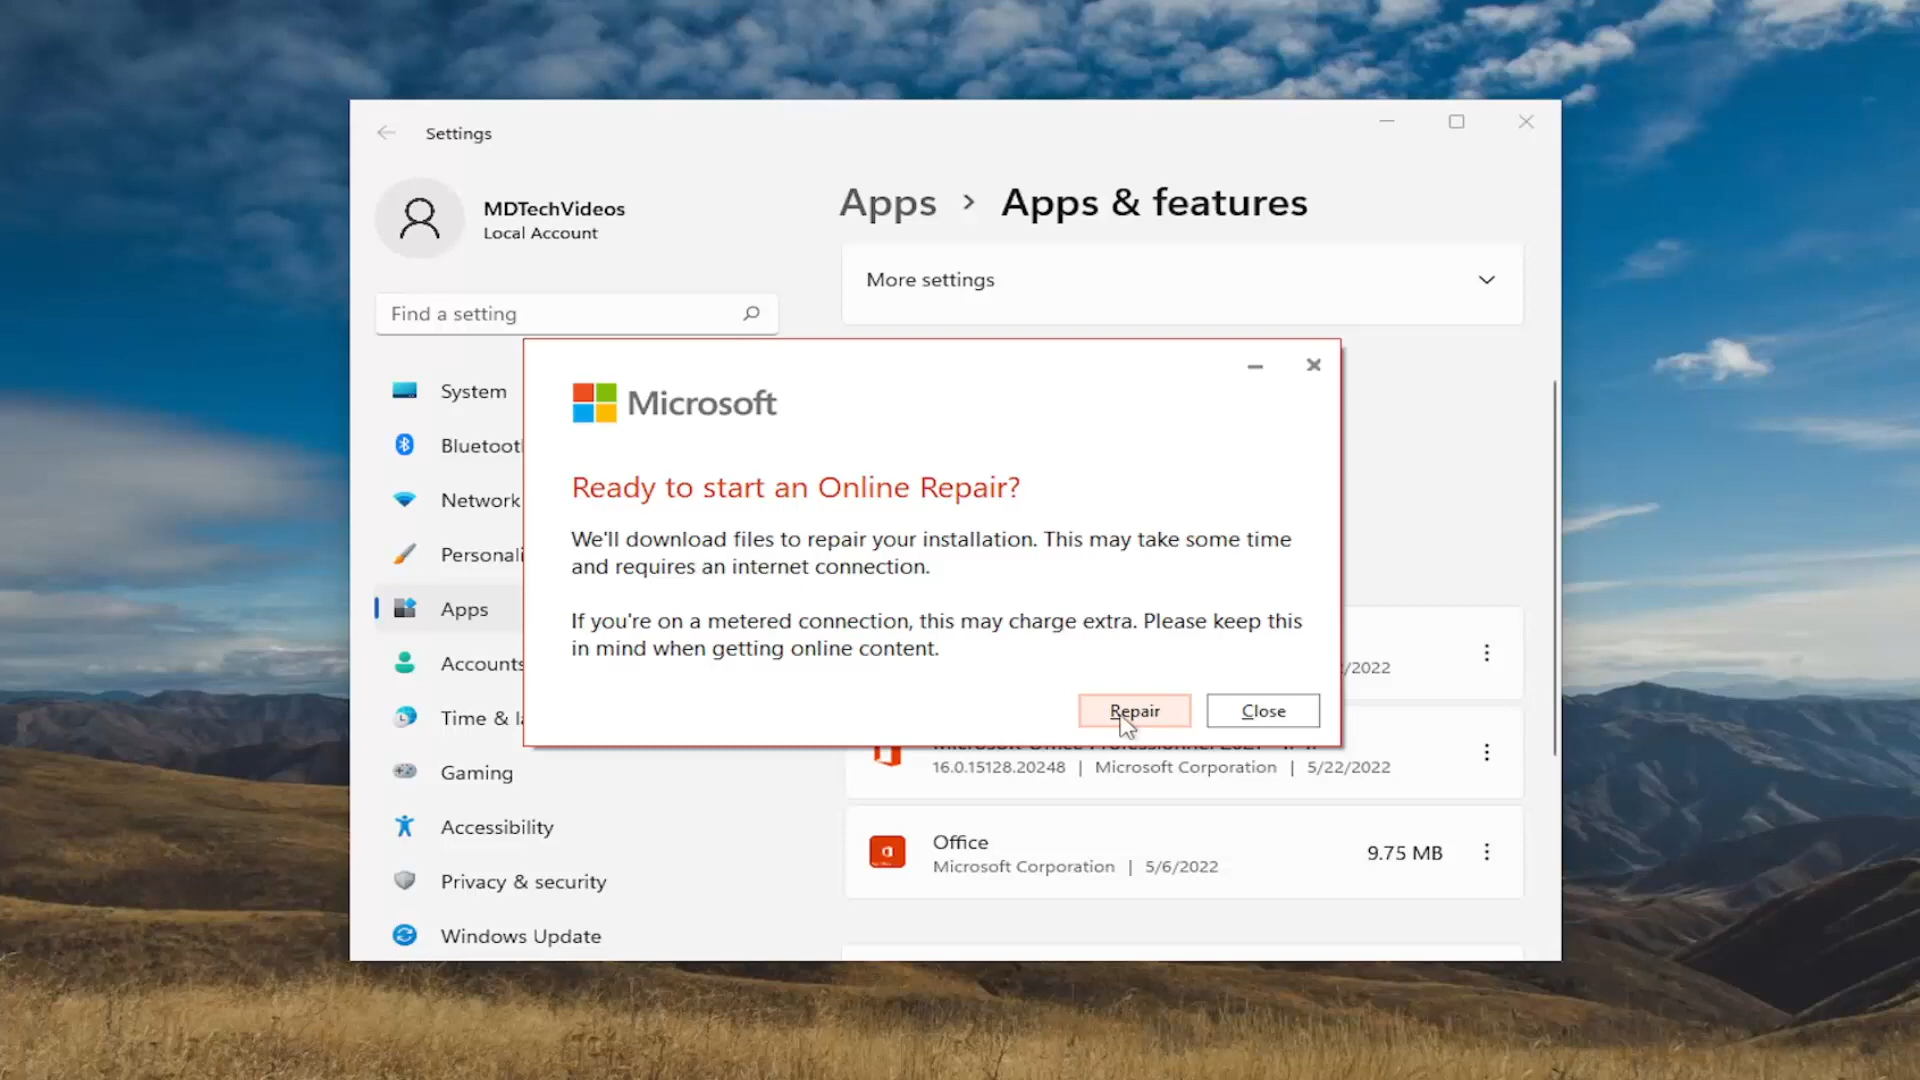 Settings
MDTechVideos
Local Account
Find a setting
System
Bluetooth
Network
Personali
Apps
Accounts
Time & l
Gaming
Accessibility
Privacy & security
Windows Update
Apps > Apps & features
More settings
Microsoft
Ready to start an Online Repair?
We'll download files to repair your installation. This may take some time
and requires an internet connection.
If you're on a metered connection, this may charge extra. Please keep this
in mind when getting online content.
Repair
Close
/2022
16.0.15128.20248 | Microsoft Corporation | 5/22/2022
Office
Microsoft Corporation | 5/6/2022
9.75 MB